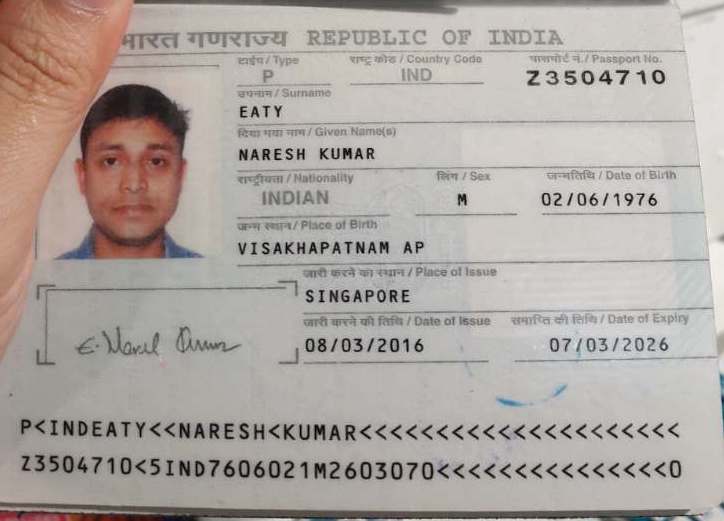 भारत गणराज्य REPUBLIC OF INDIA
टाईप / Type राष्ट्र कोड / Country Code पासपोर्ट नं. / Passport No.
P IND Z3504710
उपनाम / Surname
EATY
दिया गया नाम / Given Name(s)
NARESH KUMAR
राष्ट्रीयता / Nationality लिंग / Sex जन्मतिथि / Date of Birth
INDIAN M 02/06/1976
जन्म स्थान / Place of Birth
VISAKHAPATNAM AP
जारी करने का स्थान / Place of Issue
SINGAPORE
जारी करने की तिथि / Date of Issue समाप्ति की तिथि / Date of Expiry
08/03/2016 07/03/2026
P<INDEATY<<NARESH<KUMAR<<<<<<<<<<<<<<<<<<<<<
Z3504710<5IND7606021M2603070<<<<<<<<<<<<<<<0